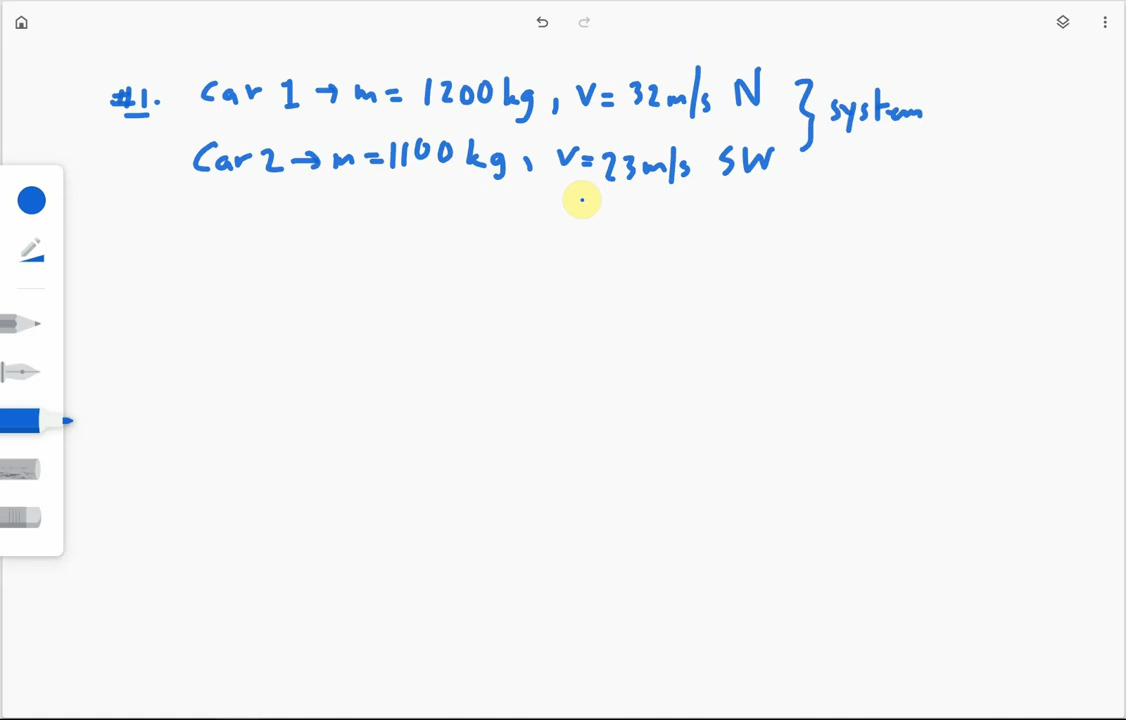 #1. Car 1 → m = 1200 kg, v = 32 m/s N } system
Car 2 → m = 1100 kg, v = 23 m/s SW